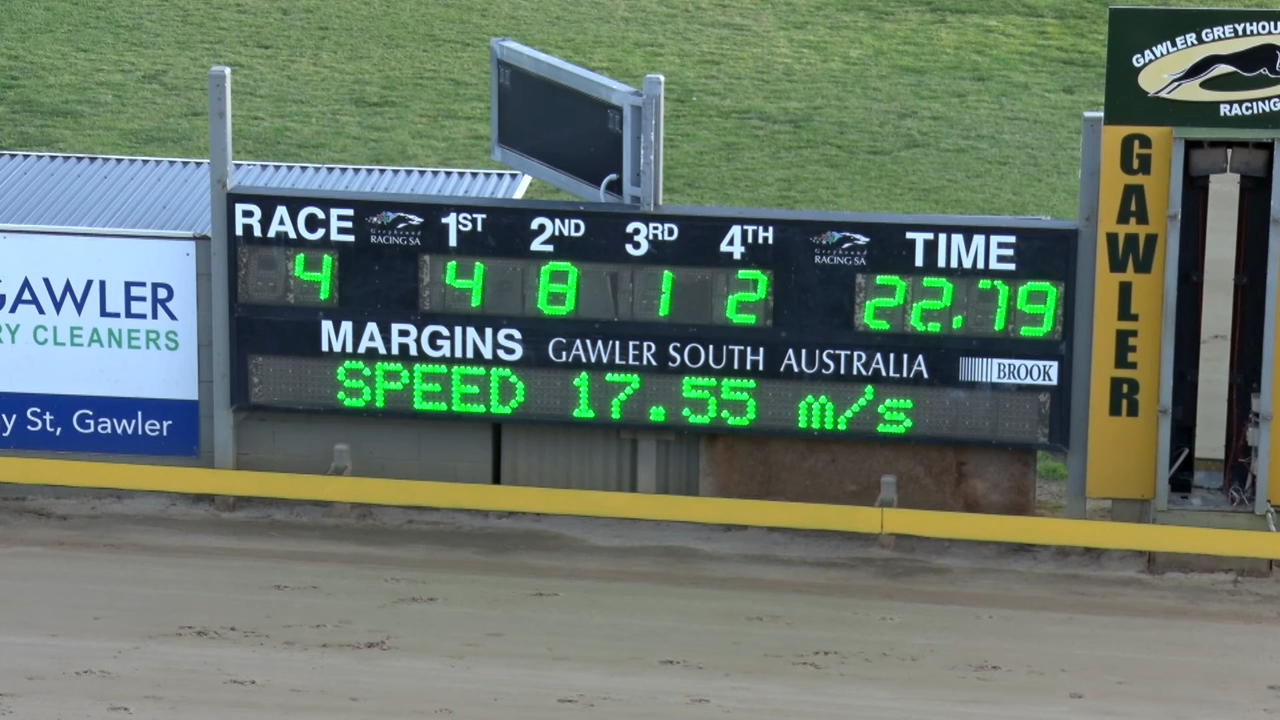 GAWLER GREYHOU
RACING
GAWLER
RACE
Greyhound
RACING SA
1ST 2ND 3RD 4TH
Greyhound
RACING SA
TIME
4 4 8 1 2 22.79
MARGINS GAWLER SOUTH AUSTRALIA BROOK
SPEED 17.55 m/s
GAWLER
RY CLEANERS
y St, Gawler